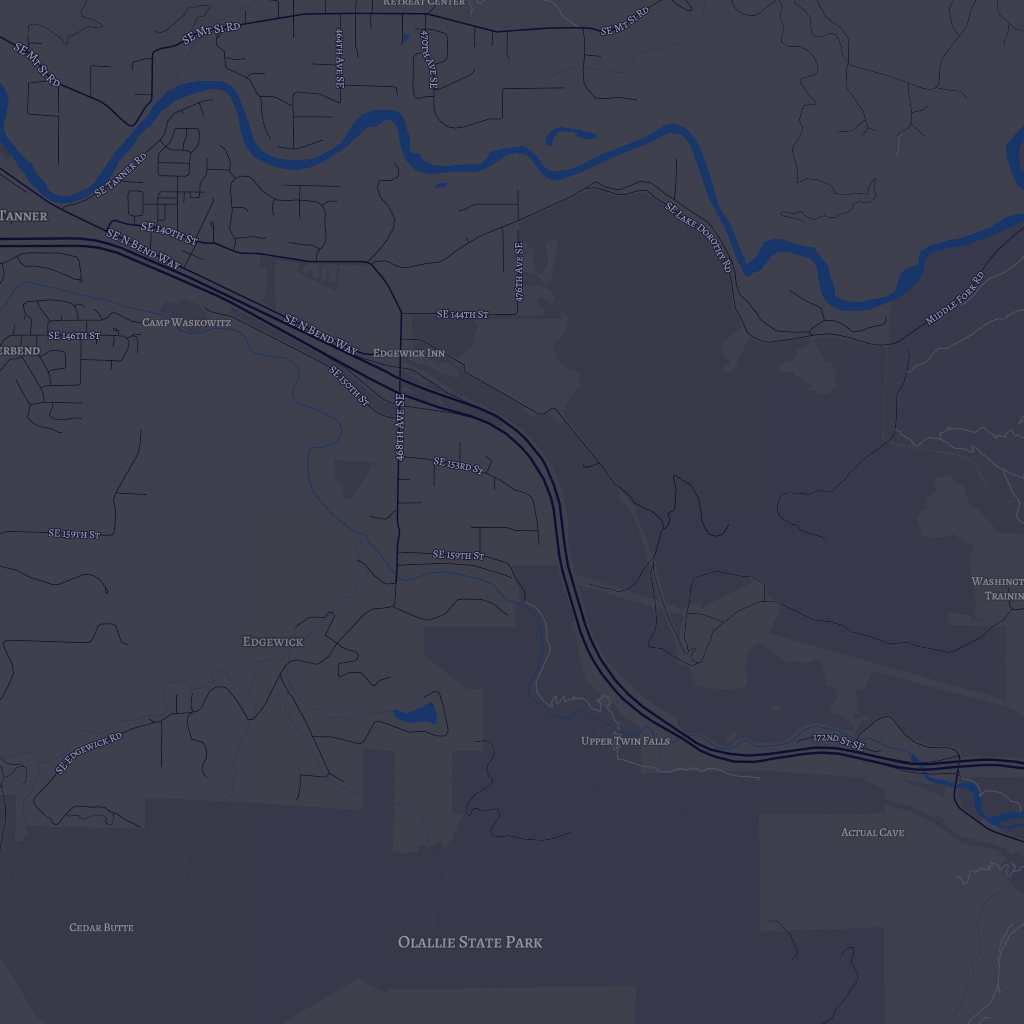 Retreat Center
SE Mt Si Rd
SE Mt Si Rd
SE Mt Si Rd
464th Ave SE
470th Ave SE
SE Tanner Rd
Tanner
SE 140th St
SE N Bend Way
SE Lake Dorothy Rd
476th Ave SE
Middle Fork Rd
SE 144th St
Camp Waskowitz
SE N Bend Way
SE 146th St
erbend
Edgewick Inn
SE 150th St
468th Ave SE
SE 153rd St
SE 159th St
SE 159th St
Washingt
Trainin
Edgewick
SE Edgewick Rd
Upper Twin Falls
172nd St SE
Actual Cave
Cedar Butte
Olallie State Park